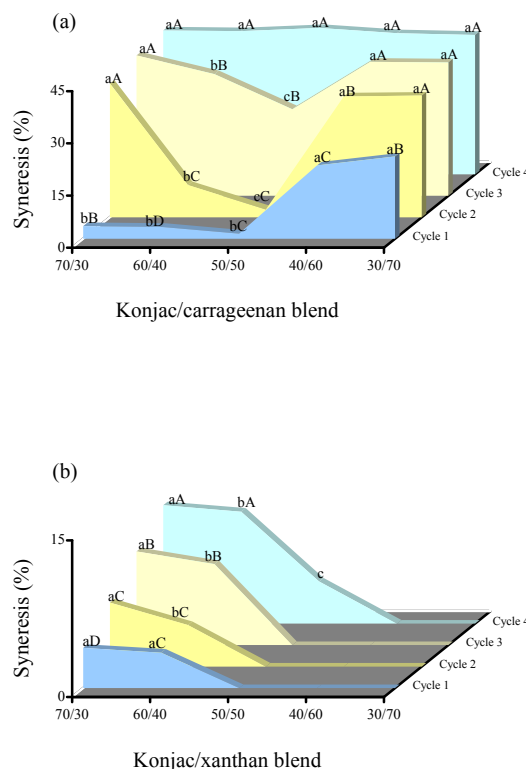 (a)
aA aA aA aA aA
aA bB cB aA aA
aA bC cC aB aA
bB bD bC aC aB
Syneresis (%)
45
30
15
0
Cycle 4
Cycle 3
Cycle 2
Cycle 1
70/30 60/40 50/50 40/60 30/70
Konjac/carrageenan blend
(b)
aA bA c
aB bB
aC bC
aD aC
Syneresis (%)
15
0
Cycle 4
Cycle 3
Cycle 2
Cycle 1
70/30 60/40 50/50 40/60 30/70
Konjac/xanthan blend